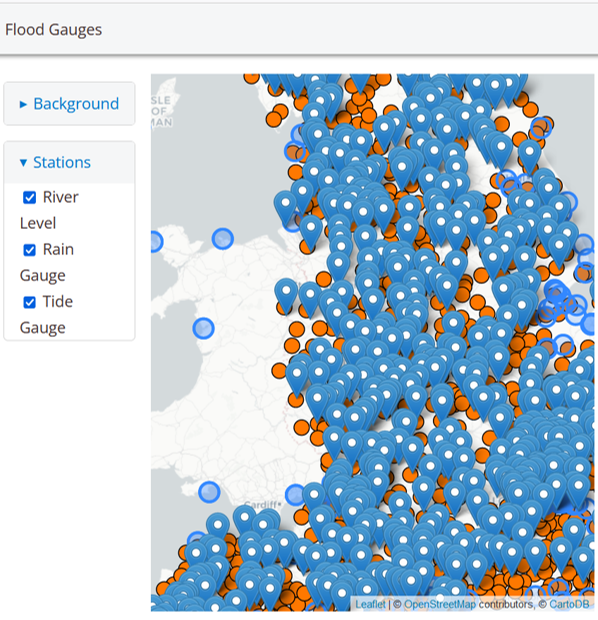 Flood Gauges
▸ Background
▾ Stations
River
Level
Rain
Gauge
Tide
Gauge
ISLE
OF
MAN
Cardiff
Leaflet | © OpenStreetMap contributors, © CartoDB